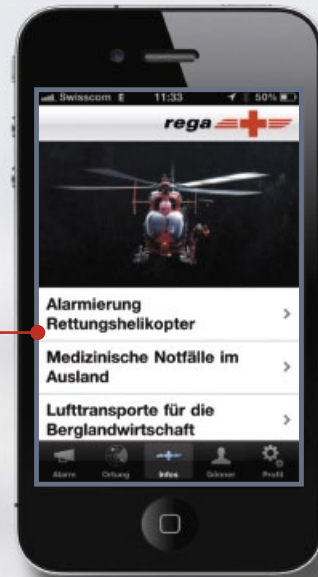 Swisscom E 11:33 50%
rega
Alarmierung
Rettungshelikopter
Medizinische Notfälle im
Ausland
Lufttransporte für die
Berglandwirtschaft
Alarm Ortung Infos Gönner Profil